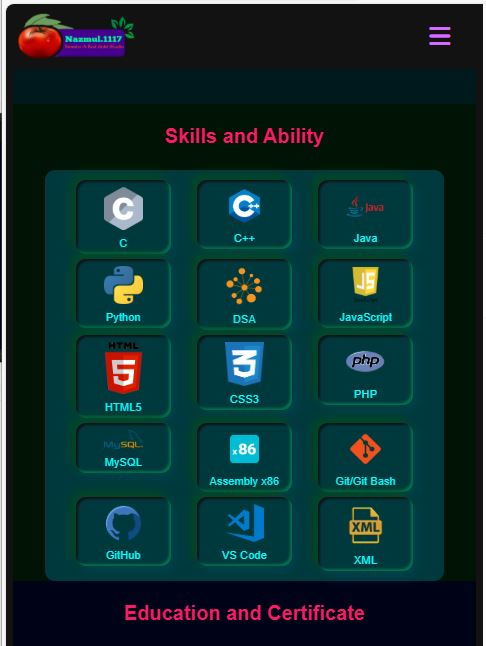 Nazmul.1117
Skills and Ability
C
C
C++
C++
Java
Java
Python
DSA
JS
JavaScript
HTML
5
HTML5
3
CSS3
php
PHP
MySQL
MySQL
x86
Assembly x86
Git/Git Bash
GitHub
VS Code
XML
XML
Education and Certificate